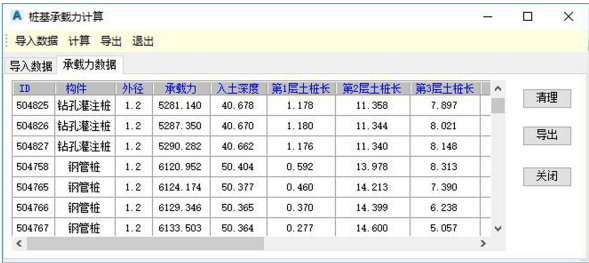 桩基承载力计算
导入数据 计算 导出 退出
导入数据 承载力数据
ID 构件 外径 承载力 入土深度 第1层土桩长 第2层土桩长 第3层土桩长
504825 钻孔灌注桩 1.2 5281.140 40.678 1.178 11.358 7.897
504826 钻孔灌注桩 1.2 5287.350 40.670 1.180 11.344 8.021
504827 钻孔灌注桩 1.2 5290.282 40.662 1.176 11.340 8.148
504758 钢管桩 1.2 6120.952 50.404 0.592 13.978 8.313
504765 钢管桩 1.2 6124.174 50.377 0.460 14.213 7.390
504766 钢管桩 1.2 6129.346 50.365 0.370 14.399 6.238
504767 钢管桩 1.2 6133.503 50.364 0.277 14.600 5.057
清理
导出
关闭